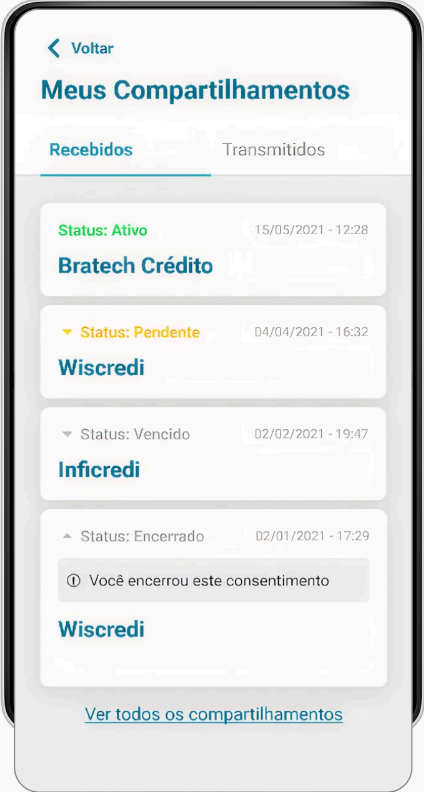 Voltar
Meus Compartilhamentos
Recebidos Transmitidos
Status: Ativo 15/05/2021 - 12:28
Bratech Crédito
Status: Pendente 04/04/2021 - 16:32
Wiscredi
Status: Vencido 02/02/2021 - 19:47
Inficredi
Status: Encerrado 02/01/2021 - 17:29
Você encerrou este consentimento
Wiscredi
Ver todos os compartilhamentos